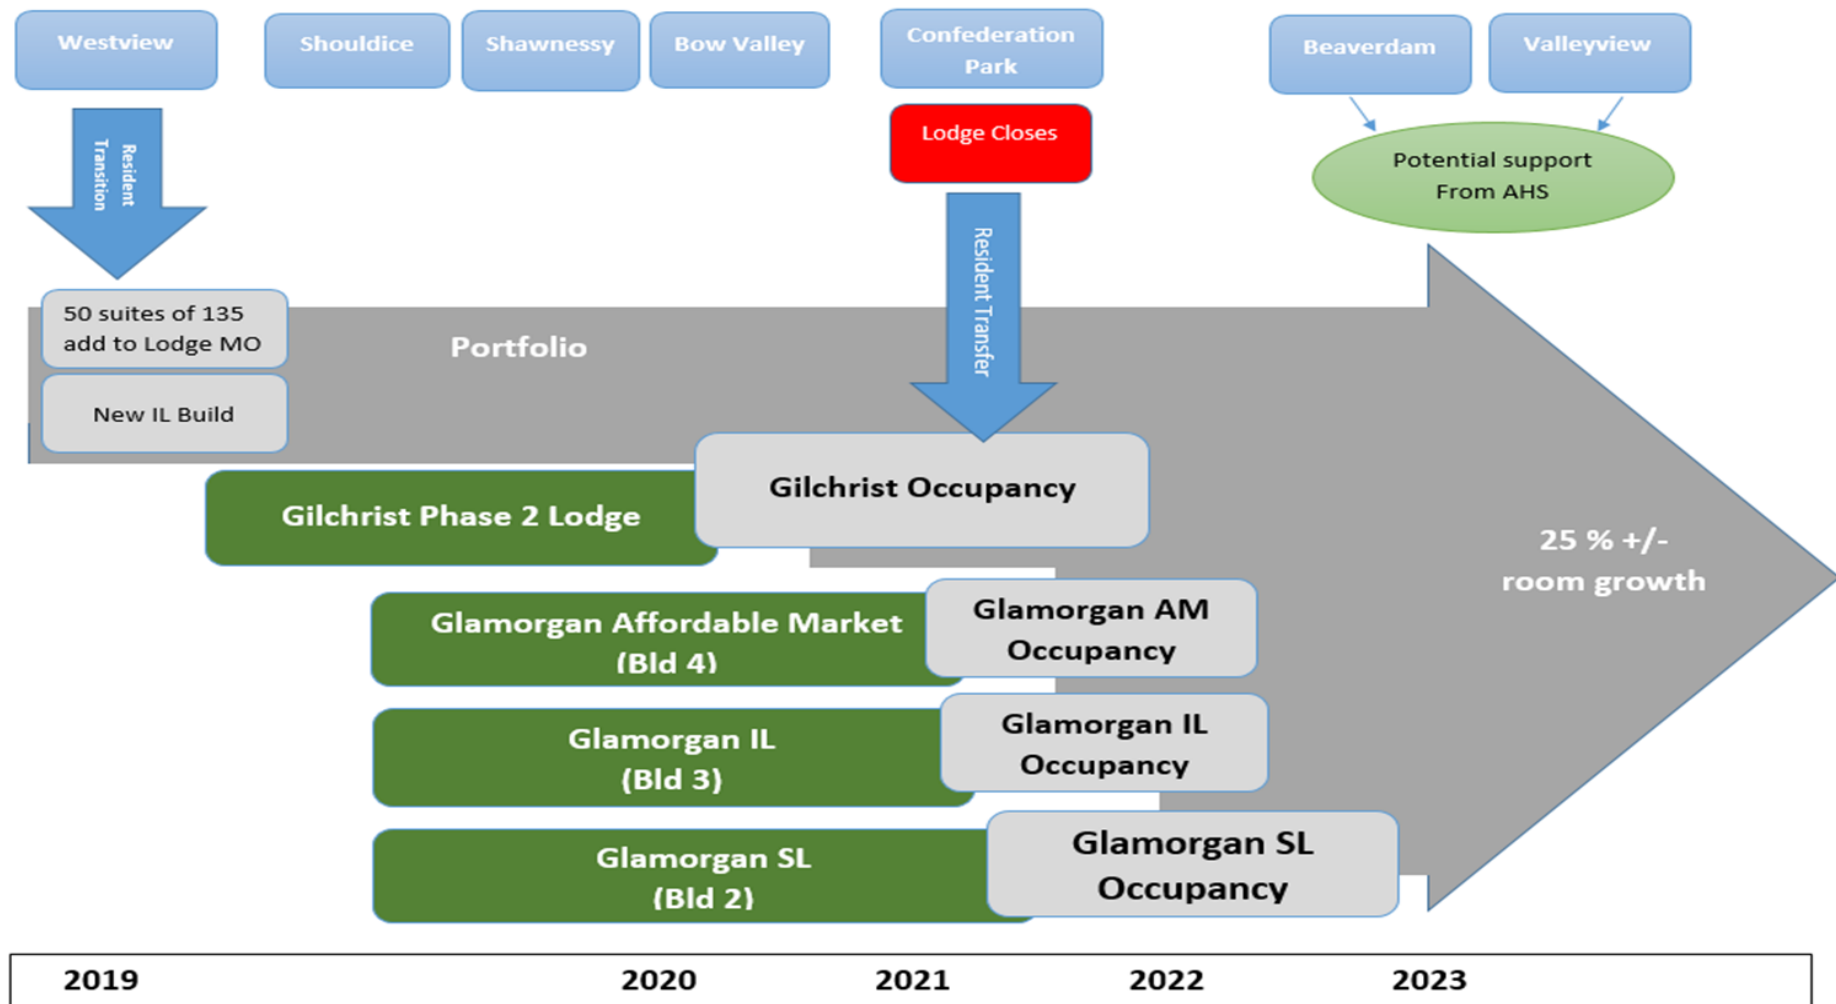 Westview
Shouldice
Shawnessy
Bow Valley
Confederation
Park
Beaverdam
Valleyview
Lodge Closes
Resident
Transition
Potential support
From AHS
Resident Transfer
50 suites of 135
add to Lodge MO
New IL Build
Portfolio
Gilchrist Occupancy
Gilchrist Phase 2 Lodge
25 % +/-
room growth
Glamorgan Affordable Market
(Bld 4)
Glamorgan AM
Occupancy
Glamorgan IL
(Bld 3)
Glamorgan IL
Occupancy
Glamorgan SL
(Bld 2)
Glamorgan SL
Occupancy
2019
2020
2021
2022
2023